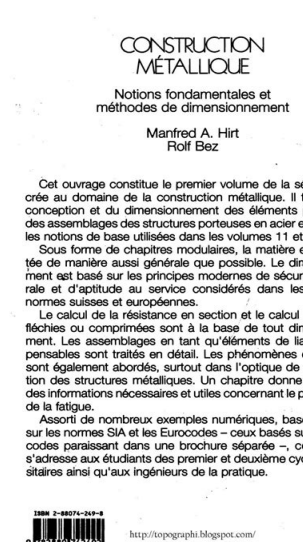 CONSTRUCTION
MÉTALLIQUE
Notions fondamentales et
méthodes de dimensionnement
Manfred A. Hirt
Rolf Bez
Cet ouvrage constitue le premier volume de la
crée au domaine de la construction métallique. Il
conception et du dimensionnement des éléments
des assemblages des structures porteuses en acier
les notions de base utilisées dans les volumes 11 et
Sous forme de chapitres modulaires, la matière
tée de manière aussi générale que possible. Le
ment est basé sur les principes modernes de
rale et d'aptitude au service considérés dans les
normes suisses et européennes.
Le calcul de la résistance en section et le calcul
fléchies ou comprimées sont à la base de tout
ment. Les assemblages en tant qu'éléments de
pensables sont traités en détail. Les phénomènes
sont également abordés, surtout dans l'optique de
tion des structures métalliques. Un chapitre donne
des informations nécessaires et utiles concernant le
de la fatigue.
Assorti de nombreux exemples numériques,
sur les normes SIA et les Eurocodes – ceux basés
codes paraissant dans une brochure séparée –,
s'adresse aux étudiants des premier et deuxième
sitaires ainsi qu'aux ingénieurs de la pratique.
ISBN 2-88074-249-8
http://topographi.blogspot.com/